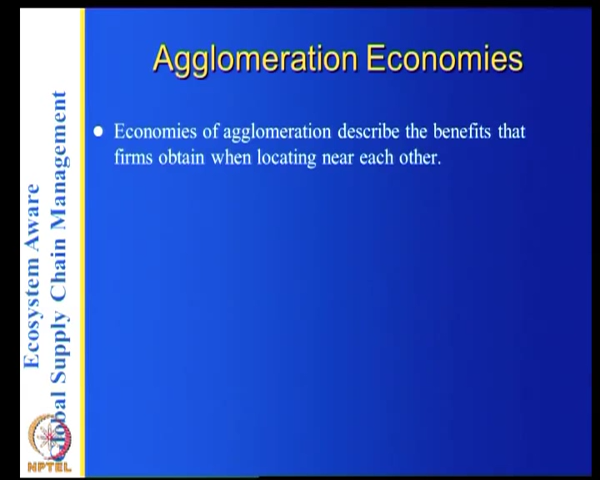 Agglomeration Economies
Economies of agglomeration describe the benefits that
firms obtain when locating near each other.
Ecosystem Aware
Global Supply Chain Management
NPTEL